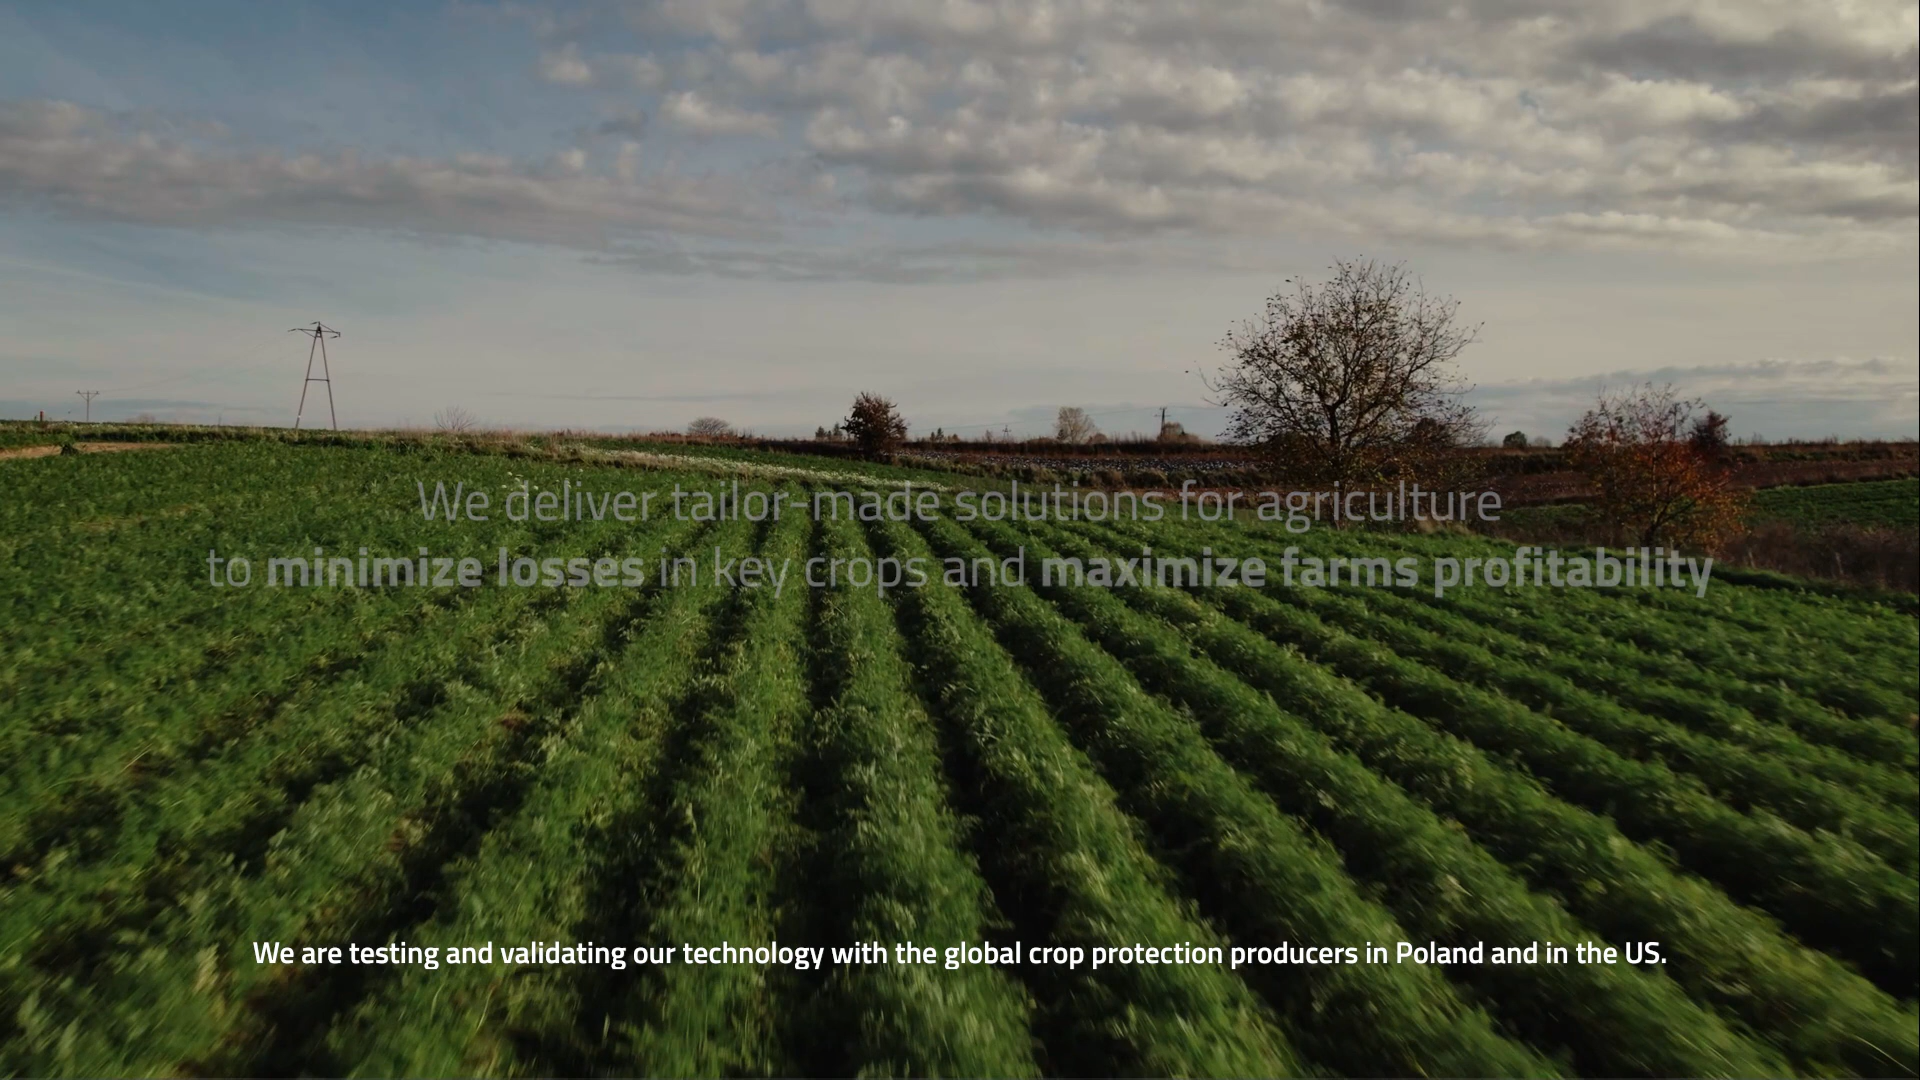 We deliver tailor-made solutions for agriculture
to minimize losses in key crops and maximize farms profitability
We are testing and validating our technology with the global crop protection producers in Poland and in the US.